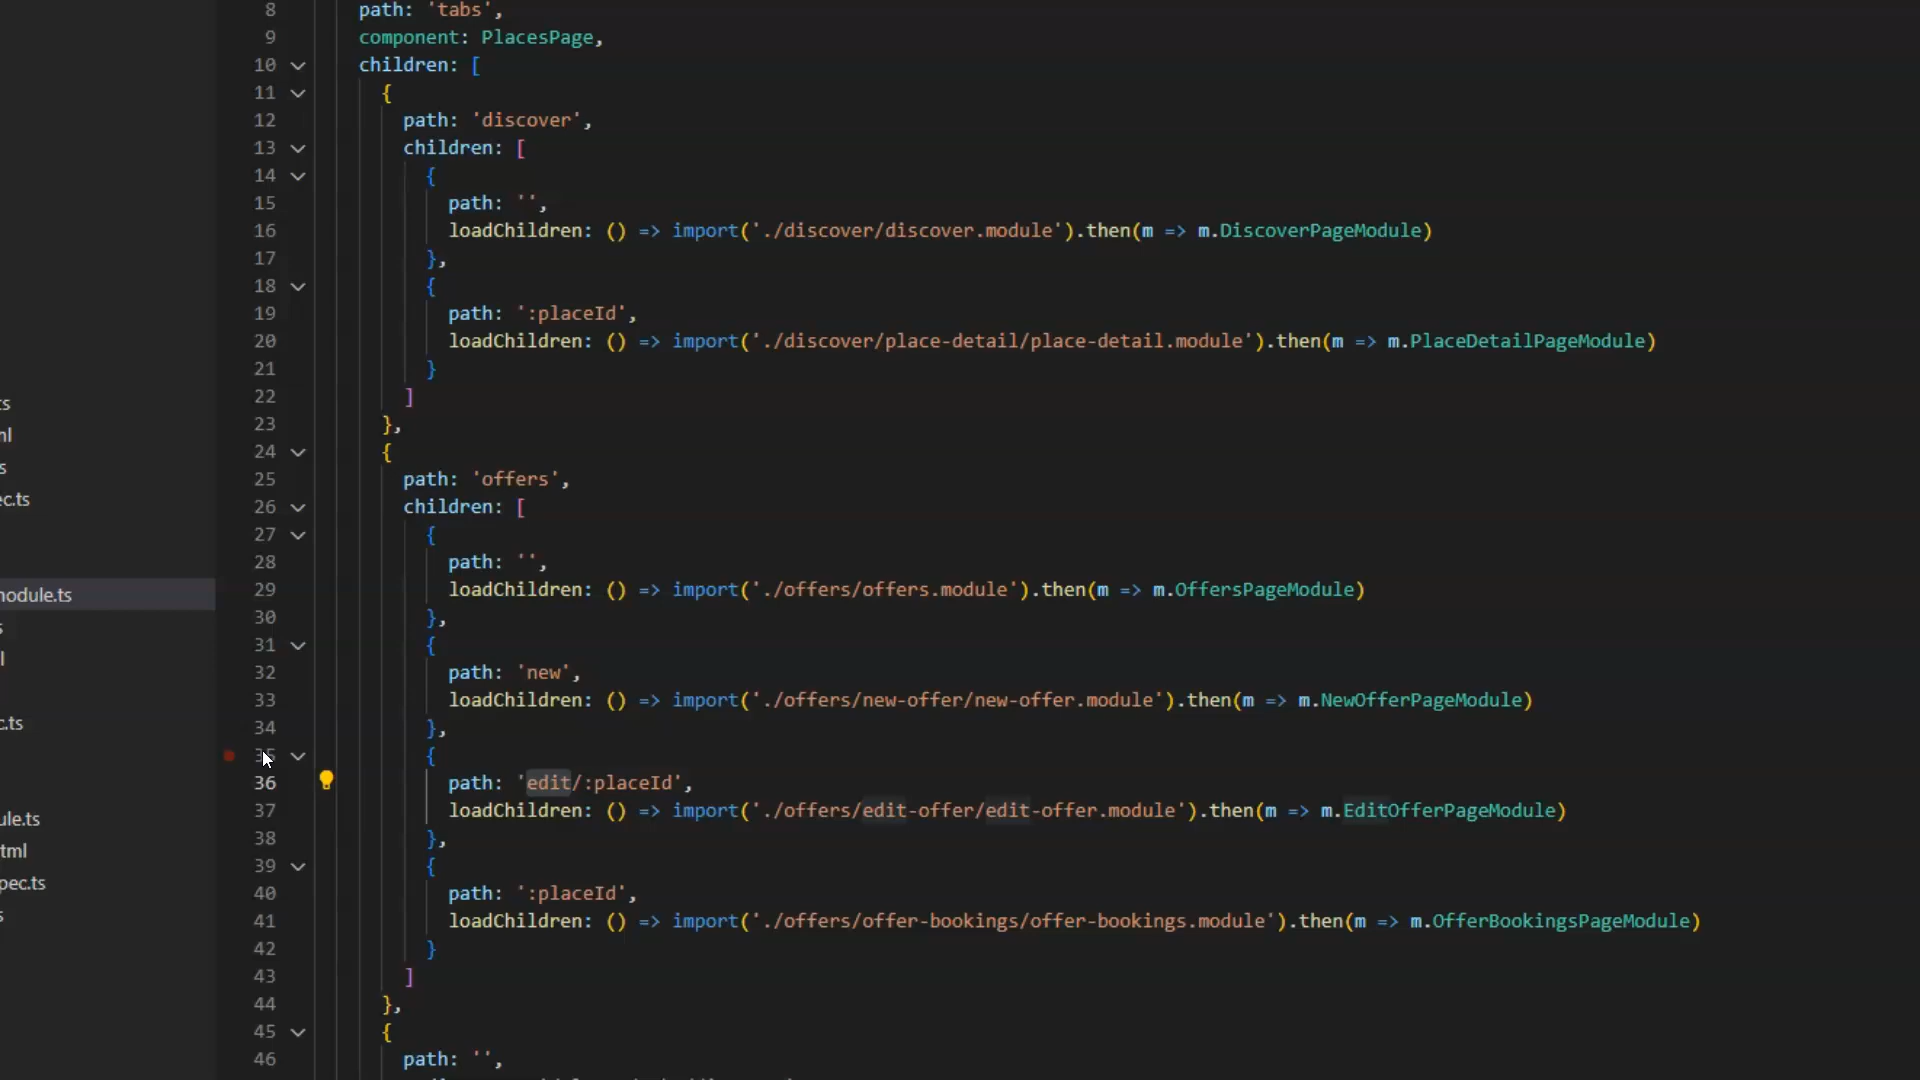 8 path: 'tabs',
9 component: PlacesPage,
10 children: [
11 {
12 path: 'discover',
13 children: [
14 {
15 path: '',
16 loadChildren: () => import('./discover/discover.module').then(m => m.DiscoverPageModule)
17 },
18 {
19 path: ':placeId',
20 loadChildren: () => import('./discover/place-detail/place-detail.module').then(m => m.PlaceDetailPageModule)
21 }
ts
22 ]
23 },
ml
24 {
s
25 path: 'offers',
ec.ts
26 children: [
27 {
28 path: '',
module.ts
29 loadChildren: () => import('./offers/offers.module').then(m => m.OffersPageModule)
30 },
s
31 {
l
32 path: 'new',
33 loadChildren: () => import('./offers/new-offer/new-offer.module').then(m => m.NewOfferPageModule)
c.ts
34 },
35 {
36 path: 'edit/:placeId',
37 loadChildren: () => import('./offers/edit-offer/edit-offer.module').then(m => m.EditOfferPageModule)
ule.ts
38 },
tml
39 {
pec.ts
40 path: ':placeId',
s
41 loadChildren: () => import('./offers/offer-bookings/offer-bookings.module').then(m => m.OfferBookingsPageModule)
42 }
43 ]
44 },
45 {
46 path: '',